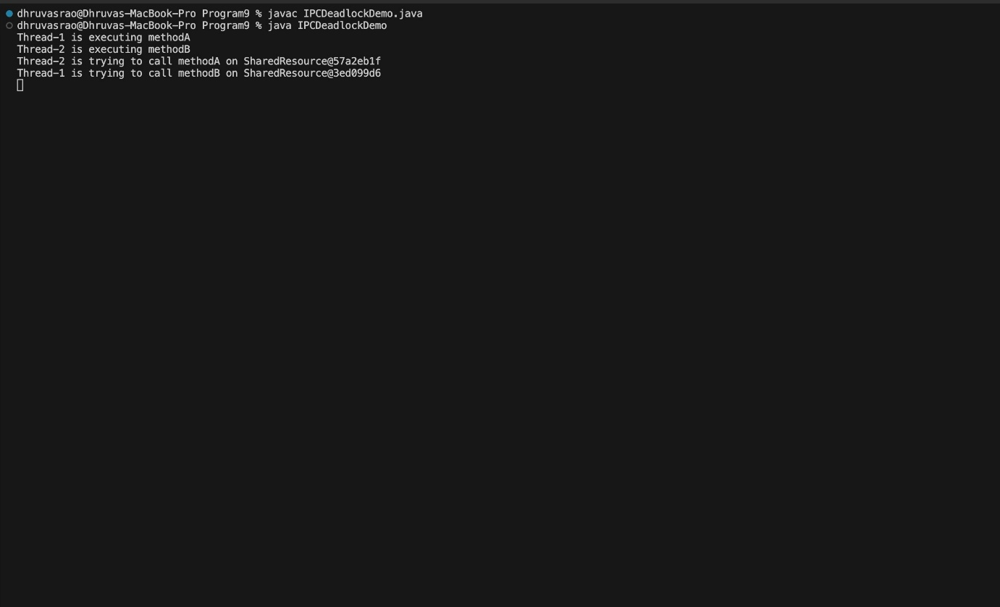 dhruvasrao@Dhruvas-MacBook-Pro Program9 % javac IPCDeadlockDemo.java
dhruvasrao@Dhruvas-MacBook-Pro Program9 % java IPCDeadlockDemo
Thread-1 is executing methodA
Thread-2 is executing methodB
Thread-2 is trying to call methodA on SharedResource@57a2eb1f
Thread-1 is trying to call methodB on SharedResource@3ed099d6